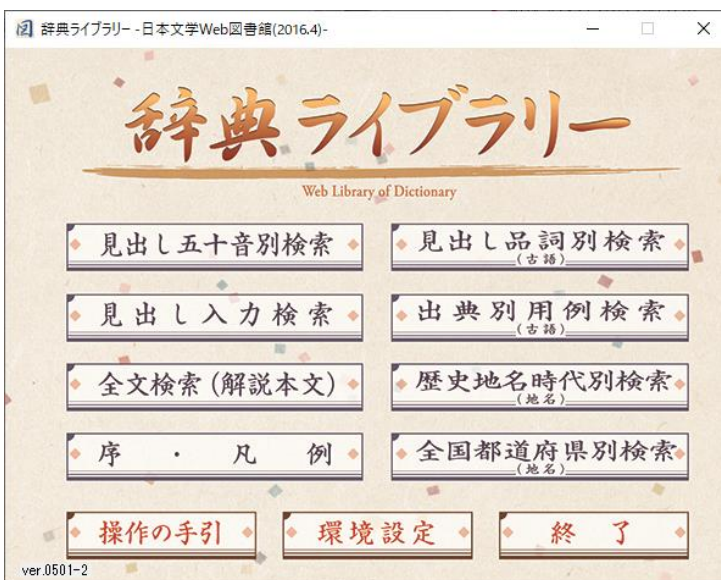 辞典ライブラリー -日本文学Web図書館(2016.4)-
辞典ライブラリー
Web Library of Dictionary
見出し五十音別検索
見出し品詞別検索
(古語)
見出し入力検索
出典別用例検索
(古語)
全文検索(解説本文)
歴史地名時代別検索
(地名)
序・凡例
全国都道府県別検索
(地名)
操作の手引
環境設定
終了
ver.0501-2